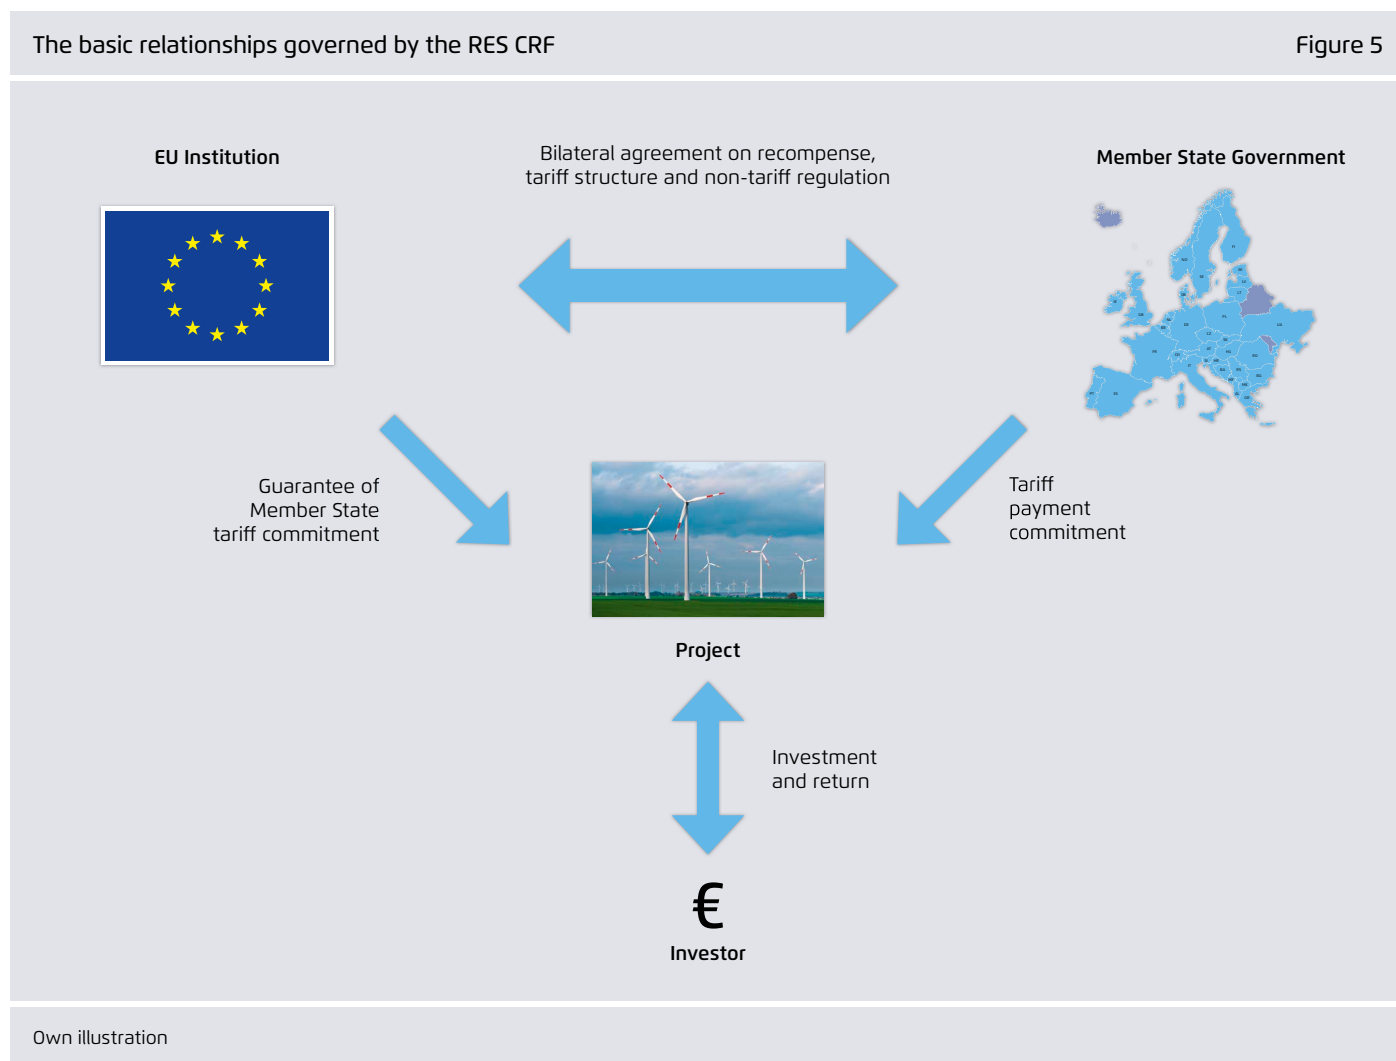 The basic relationships governed by the RES CRF
Figure 5
EU Institution
Bilateral agreement on recompense,
tariff structure and non-tariff regulation
Member State Government
Guarantee of
Member State
tariff commitment
Tariff
payment
commitment
Project
Investment
and return
€
Investor
Own illustration